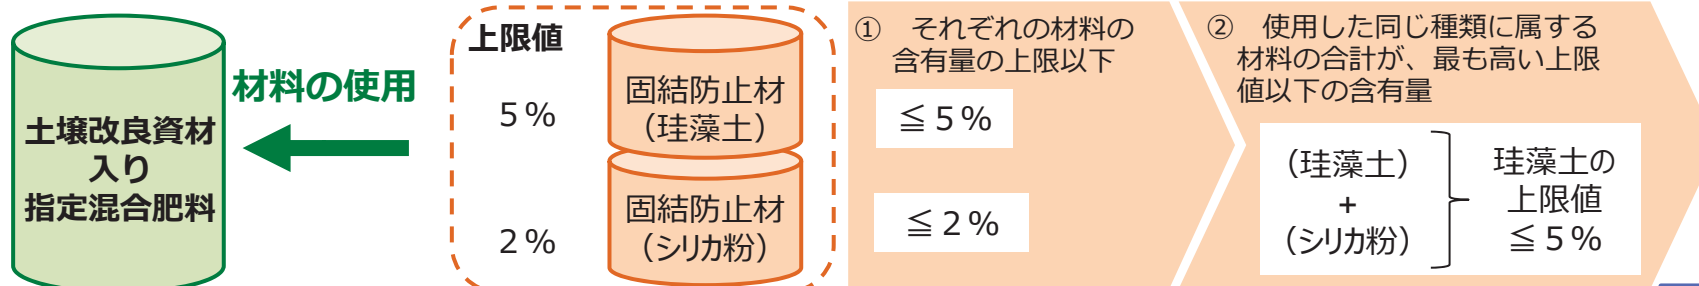 土壌改良資材
入り
指定混合肥料
材料の使用
上限値
5%
固結防止材
（珪藻土）
2%
固結防止材
（シリカ粉）
① それぞれの材料の
含有量の上限以下
≦5%
≦2%
② 使用した同じ種類に属する
材料の合計が、最も高い上限
値以下の含有量
（珪藻土）
+
（シリカ粉）
珪藻土の
上限値
≦5%